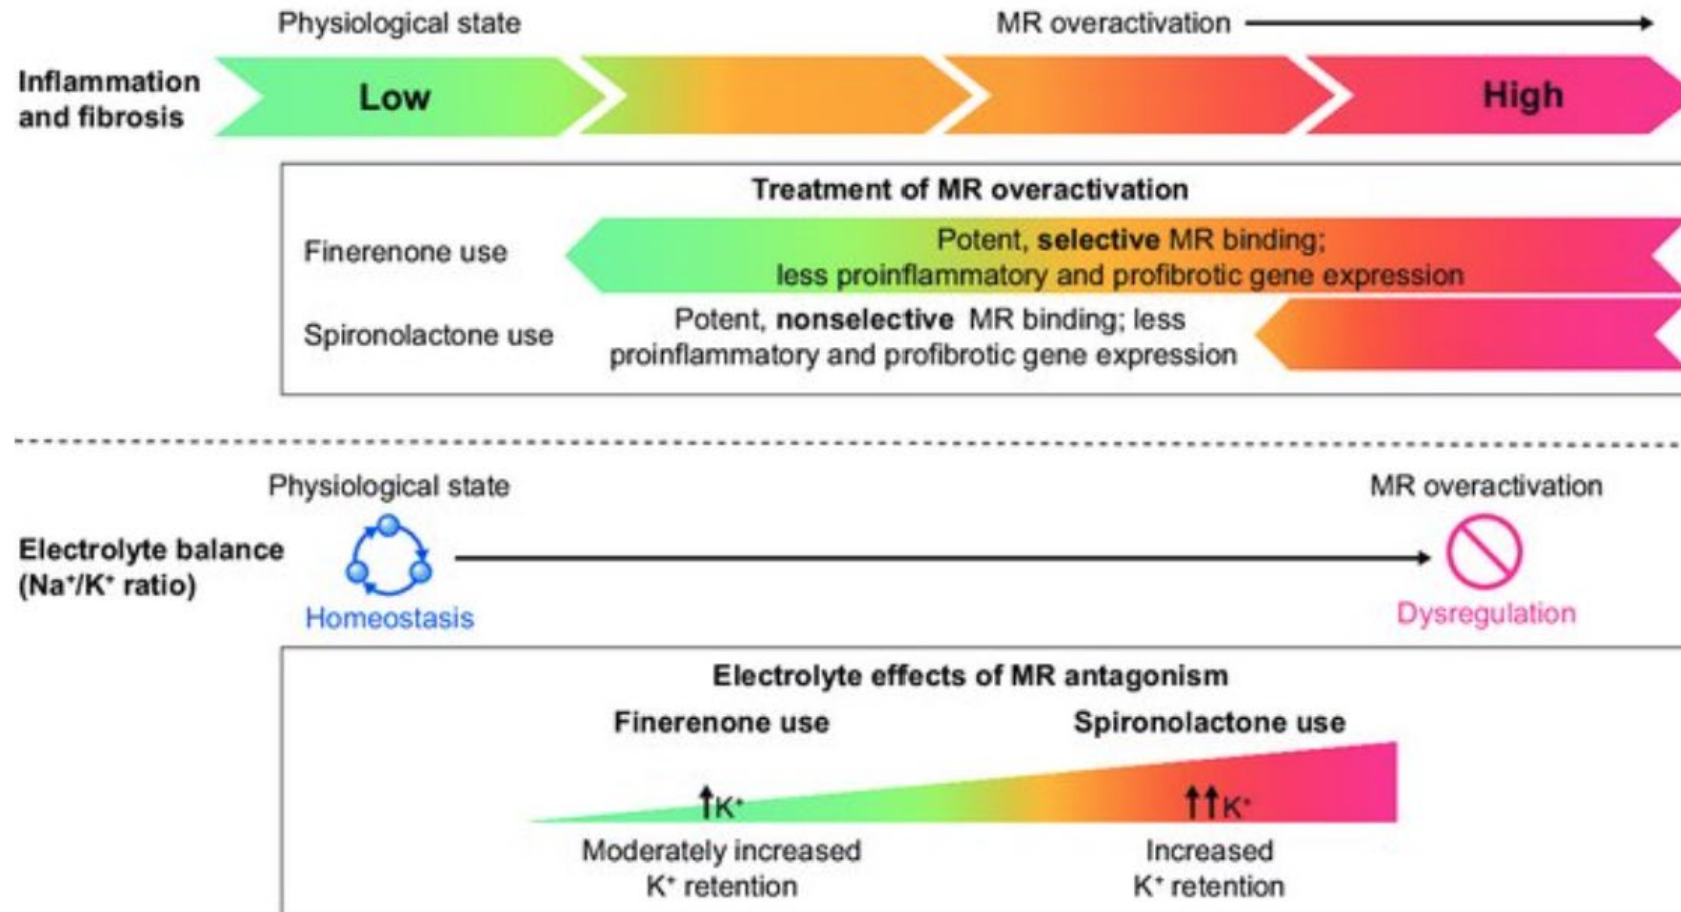 Physiological state
MR overactivation
Inflammation
and fibrosis
Low
High
Treatment of MR overactivation
Finerenone use
Potent, selective MR binding;
less proinflammatory and profibrotic gene expression
Spironolactone use
Potent, nonselective MR binding; less
proinflammatory and profibrotic gene expression
Physiological state
MR overactivation
Electrolyte balance
(Na⁺/K⁺ ratio)
Homeostasis
Dysregulation
Electrolyte effects of MR antagonism
Finerenone use
Spironolactone use
↑K⁺
↑↑K⁺
Moderately increased
K⁺ retention
Increased
K⁺ retention